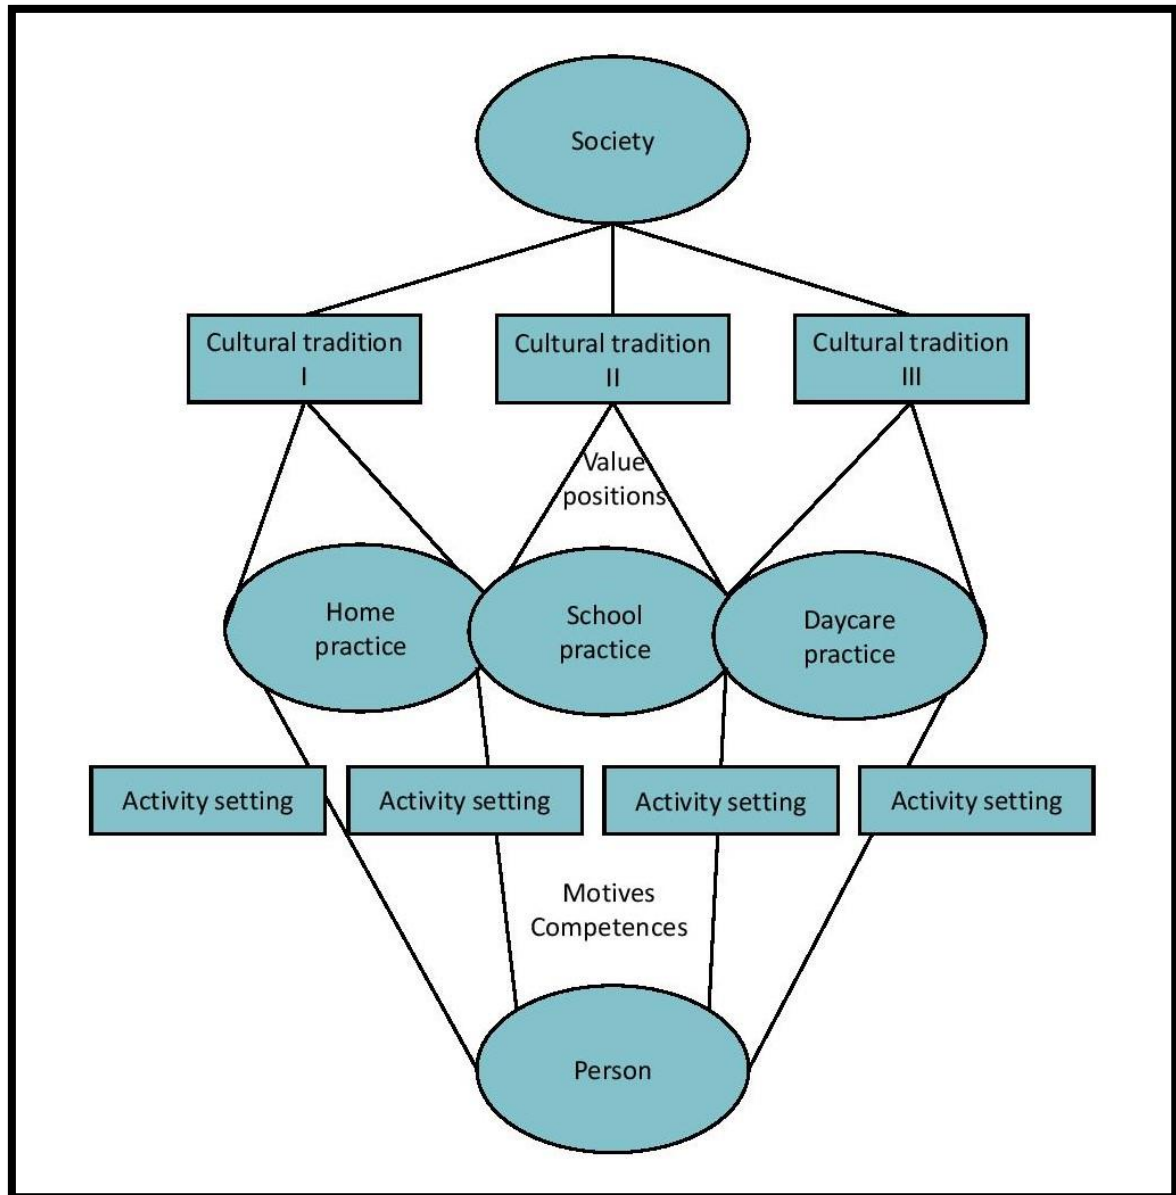 Society
Cultural tradition
I
Cultural tradition
II
Cultural tradition
III
Value
positions
Home
practice
School
practice
Daycare
practice
Activity setting
Activity setting
Activity setting
Activity setting
Motives
Competences
Person